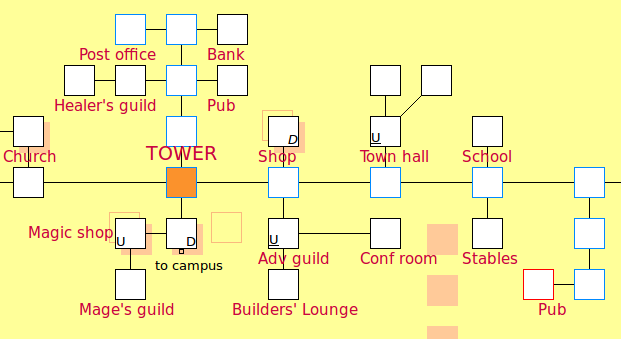 Post office Bank
Healer's guild Pub
D
U
Church TOWER Shop Town hall School
Magic shop U D U
to campus Adv guild Conf room Stables
Mage's guild Builders' Lounge Pub